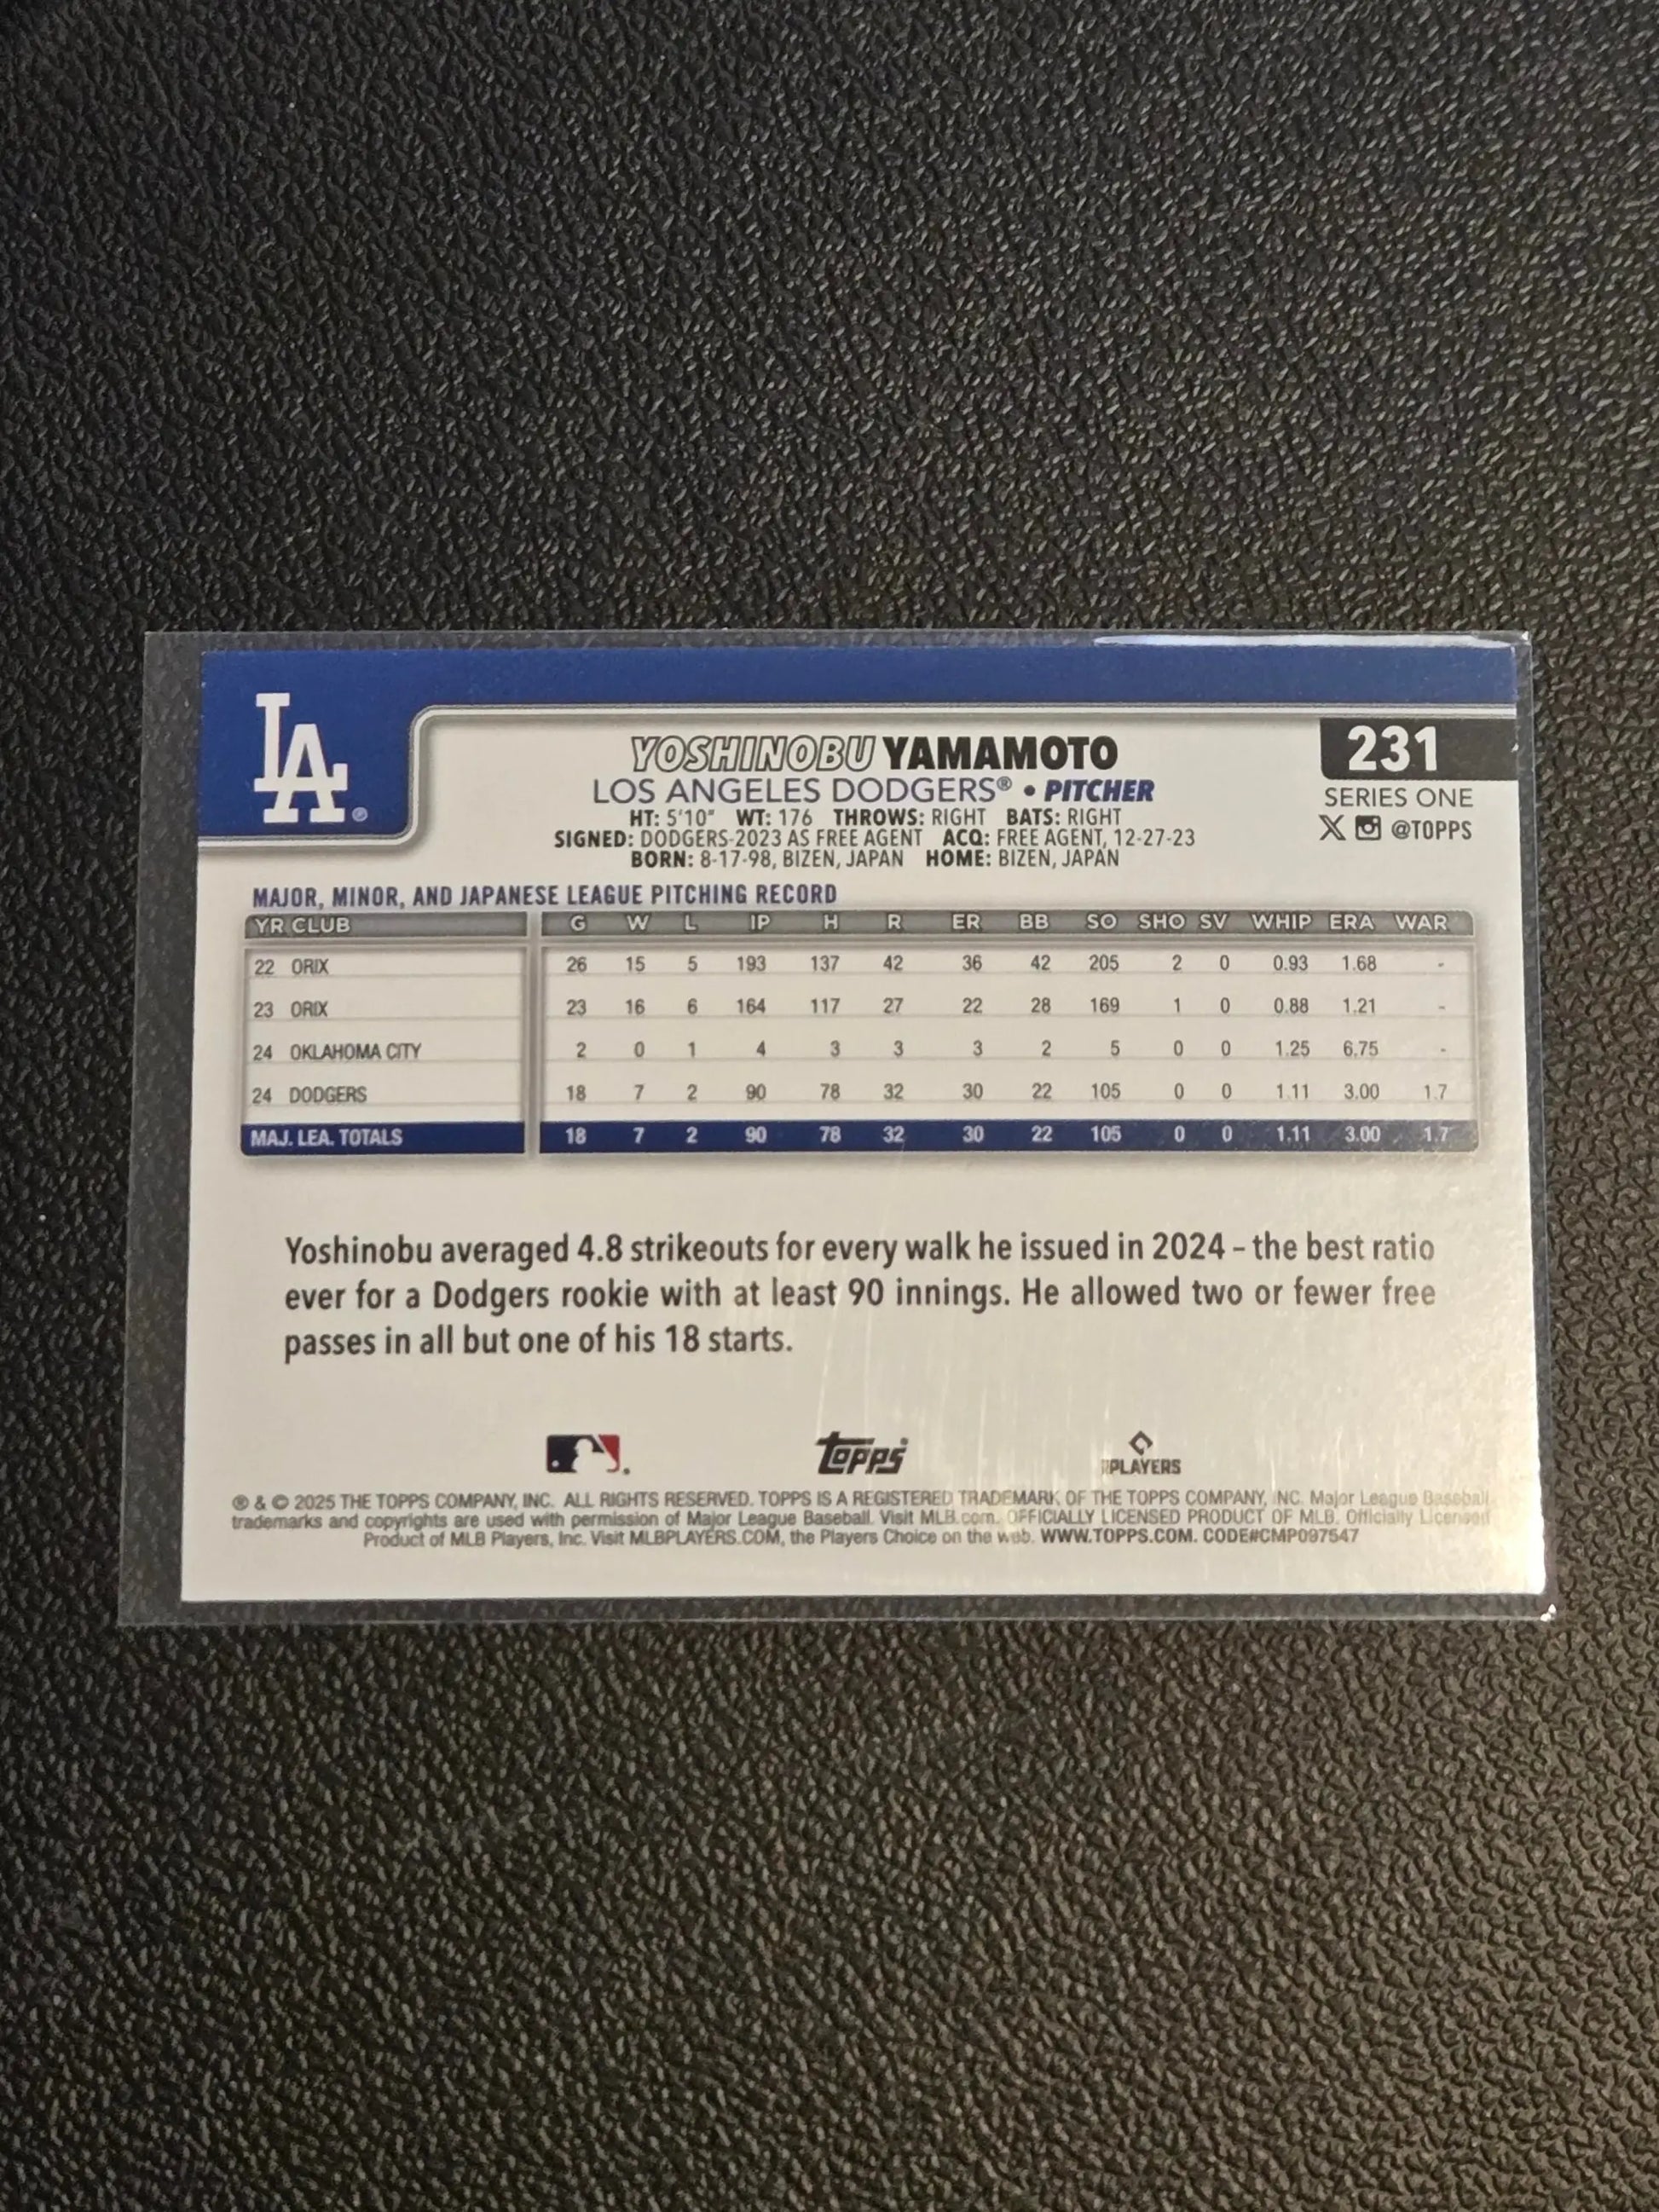 LA®
YOSHINOBU YAMAMOTO
LOS ANGELES DODGERS® • PITCHER
HT: 5'10" WT: 176 THROWS: RIGHT BATS: RIGHT
SIGNED: DODGERS-2023 AS FREE AGENT ACQ: FREE AGENT, 12-27-23
BORN: 8-17-98, BIZEN, JAPAN HOME: BIZEN, JAPAN
231
SERIES ONE
X @TOPPS
MAJOR, MINOR, AND JAPANESE LEAGUE PITCHING RECORD
YR CLUB G W L IP H R ER BB SO SHO SV WHIP ERA WAR
22 ORIX 26 15 5 193 137 42 36 42 205 2 0 0.93 1.68 -
23 ORIX 23 16 6 164 117 27 22 28 169 1 0 0.88 1.21 -
24 OKLAHOMA CITY 2 0 1 4 3 3 3 2 5 0 0 1.25 6.75 -
24 DODGERS 18 7 2 90 78 32 30 22 105 0 0 1.11 3.00 1.7
MAJ. LEA. TOTALS 18 7 2 90 78 32 30 22 105 0 0 1.11 3.00 1.7
Yoshinobu averaged 4.8 strikeouts for every walk he issued in 2024 – the best ratio
ever for a Dodgers rookie with at least 90 innings. He allowed two or fewer free
passes in all but one of his 18 starts.
Topps
PLAYERS
® & © 2025 THE TOPPS COMPANY, INC. ALL RIGHTS RESERVED. TOPPS IS A REGISTERED TRADEMARK OF THE TOPPS COMPANY, INC. Major League Baseball
trademarks and copyrights are used with permission of Major League Baseball. Visit MLB.com. OFFICIALLY LICENSED PRODUCT OF MLB. Officially Licensed
Product of MLB Players, Inc. Visit MLBPLAYERS.COM, the Players Choice on the web. WWW.TOPPS.COM. CODE#CMP097547